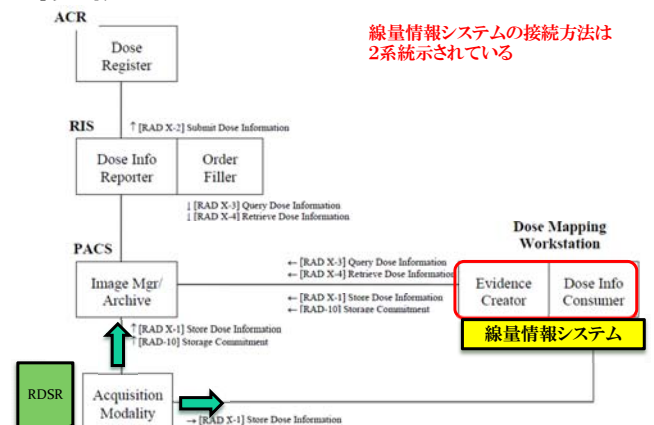 ACR
線量情報システムの接続方法は
2系統示されている
Dose
Register
RIS
↑ [RAD X-2] Submit Dose Information
Dose Info
Reporter
Order
Filler
↓ [RAD X-3] Query Dose Information
↓ [RAD X-4] Retrieve Dose Information
Dose Mapping
Workstation
PACS
← [RAD X-3] Query Dose Information
← [RAD X-4] Retrieve Dose Information
Image Mgr/
Archive
Evidence
Creator
Dose Info
Consumer
← [RAD X-1] Store Dose Information
← [RAD-10] Storage Commitment
線量情報システム
↑ [RAD X-1] Store Dose Information
↑ [RAD-10] Storage Commitment
RDSR
Acquisition
Modality
→ [RAD X-1] Store Dose Information